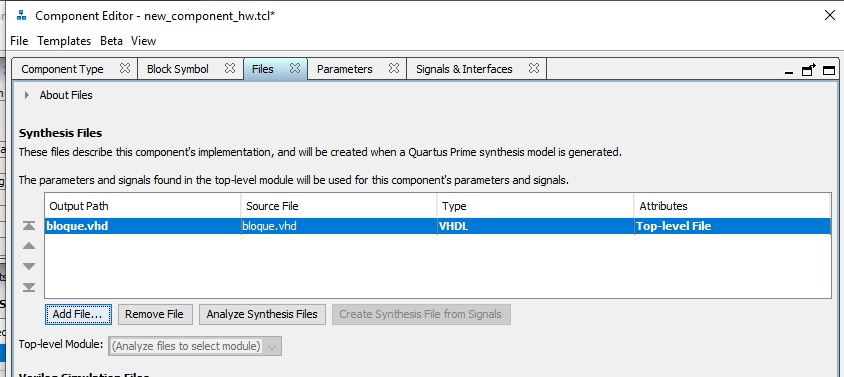 Component Editor - new_component_hw.tcl*
File Templates Beta View
Component Type Block Symbol Files Parameters Signals & Interfaces
About Files
Synthesis Files
These files describe this component's implementation, and will be created when a Quartus Prime synthesis model is generated.
The parameters and signals found in the top-level module will be used for this component's parameters and signals.
Output Path Source File Type Attributes
bloque.vhd bloque.vhd VHDL Top-level File
Add File... Remove File Analyze Synthesis Files Create Synthesis File from Signals
Top-level Module: (Analyze files to select module)